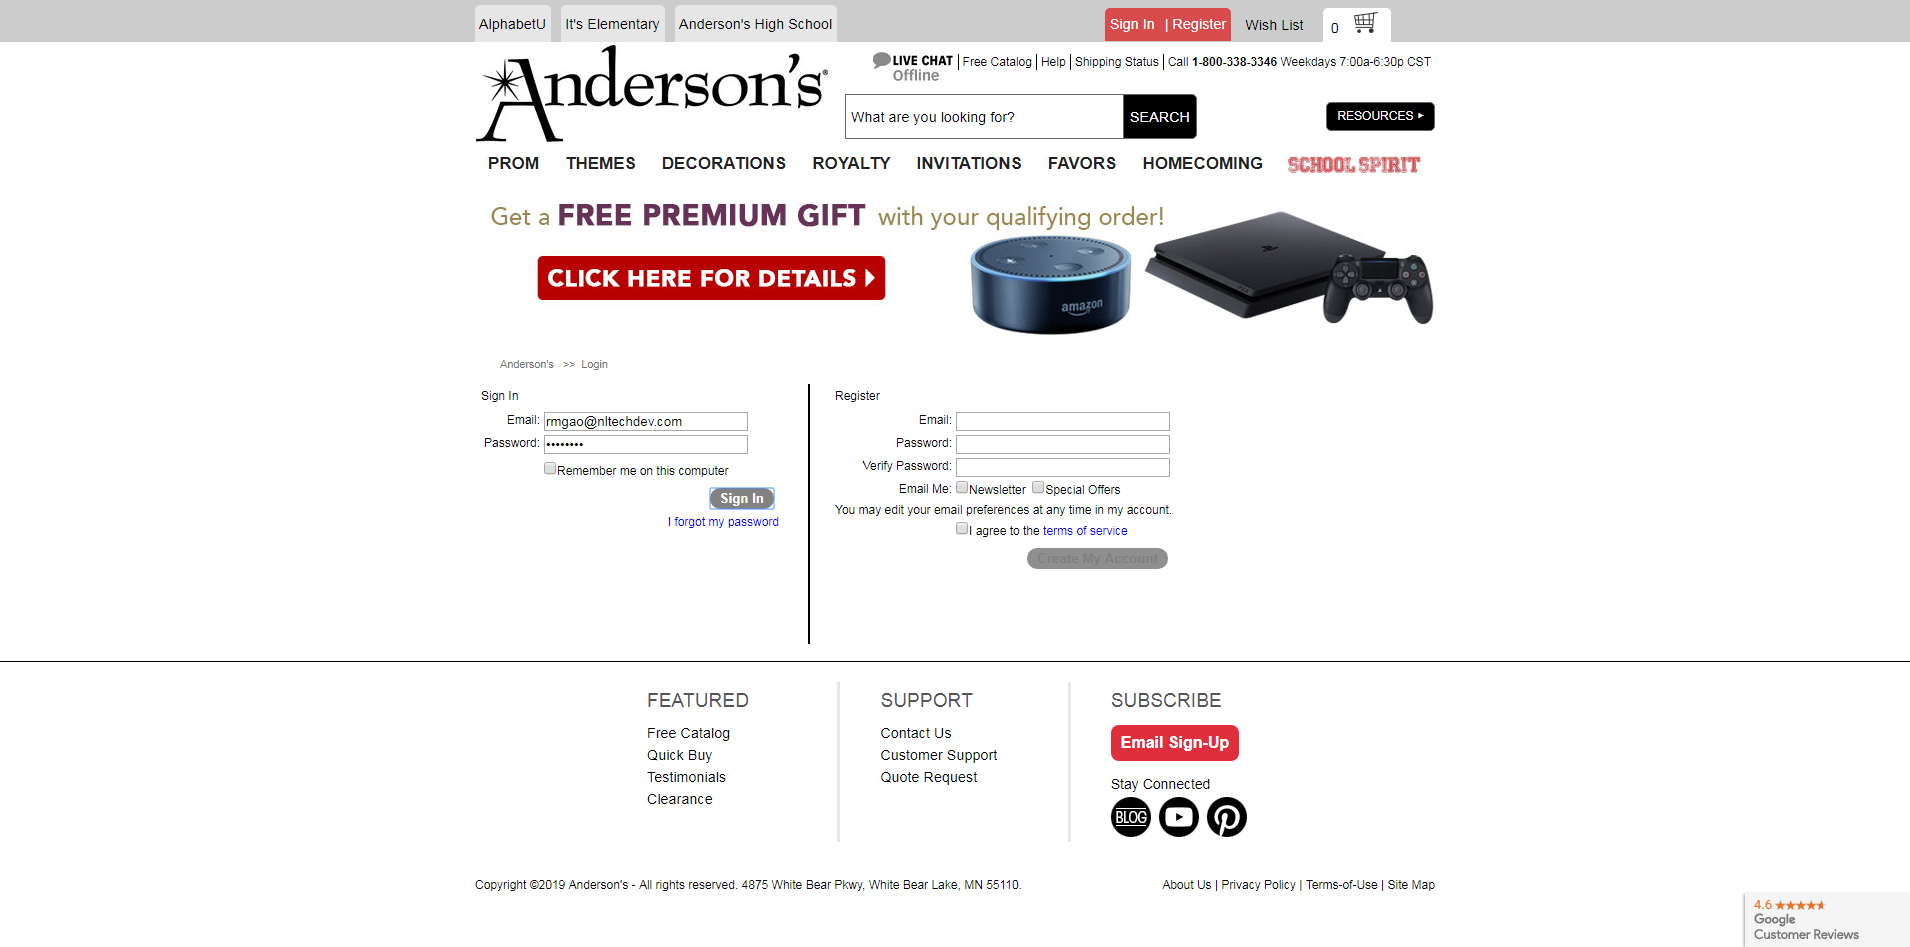 AlphabetU It's Elementary Anderson's High School Sign In | Register Wish List 0
Anderson's®
LIVE CHAT Offline | Free Catalog | Help | Shipping Status | Call 1-800-338-3346 Weekdays 7:00a-6:30p CST
What are you looking for? SEARCH RESOURCES
PROM THEMES DECORATIONS ROYALTY INVITATIONS FAVORS HOMECOMING SCHOOL SPIRIT
Get a FREE PREMIUM GIFT with your qualifying order!
CLICK HERE FOR DETAILS
amazon
Anderson's >> Login
Sign In
Email: rmgao@nltechdev.com
Password: ••••••••
Remember me on this computer
Sign In
I forgot my password
Register
Email:
Password:
Verify Password:
Email Me: Newsletter Special Offers
You may edit your email preferences at any time in my account.
I agree to the terms of service
Create My Account
FEATURED
Free Catalog
Quick Buy
Testimonials
Clearance
SUPPORT
Contact Us
Customer Support
Quote Request
SUBSCRIBE
Email Sign-Up
Stay Connected
BLOG
Copyright ©2019 Anderson's - All rights reserved. 4875 White Bear Pkwy, White Bear Lake, MN 55110.
About Us | Privacy Policy | Terms-of-Use | Site Map
4.6
Google
Customer Reviews